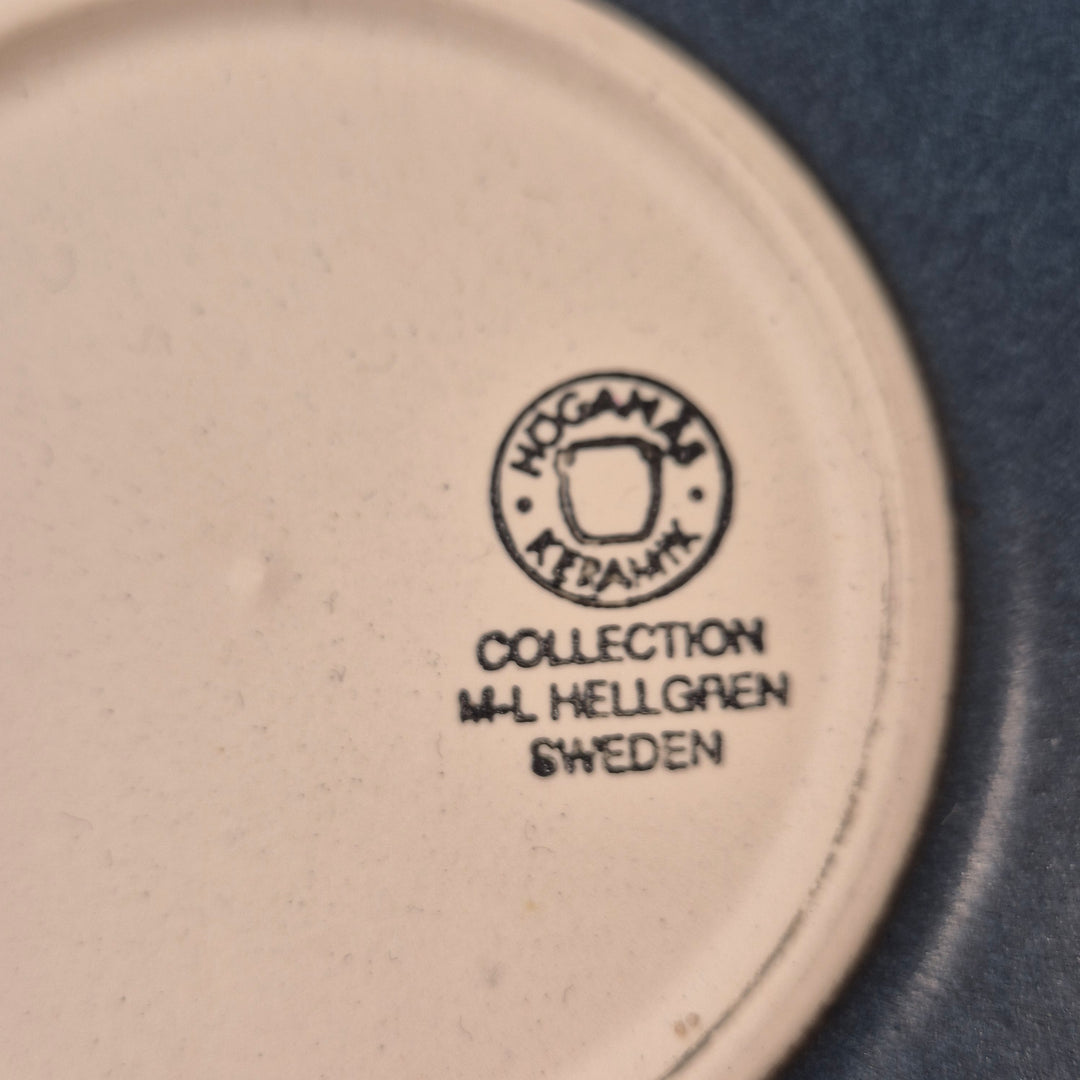 HÖGANÄS
KERAMIK
COLLECTION
M-L HELLGREN
SWEDEN